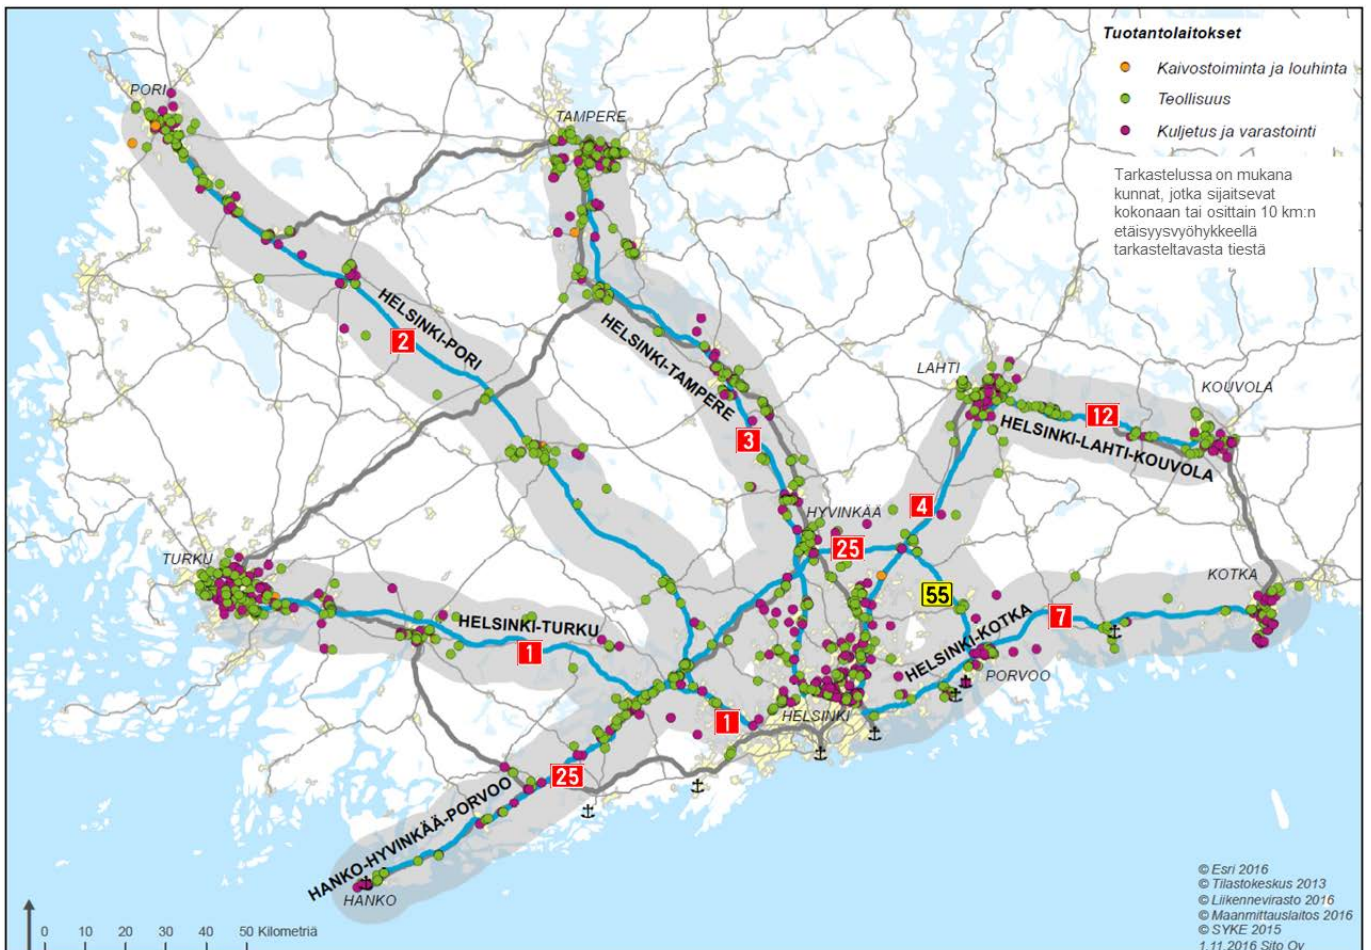 Tuotantolaitokset
Kaivostoiminta ja louhinta
Teollisuus
Kuljetus ja varastointi
Tarkastelussa on mukana
kunnat, jotka sijaitsevat
kokonaan tai osittain 10 km:n
etäisyysvyöhykkeellä
tarkasteltavasta tiestä
PORI
TAMPERE
HELSINKI-PORI
2
HELSINKI-TAMPERE
3
LAHTI
KOUVOLA
12
HELSINKI-LAHTI-KOUVOLA
4
HYVINKÄÄ
25
TURKU
KOTKA
55
7
HELSINKI-KOTKA
HELSINKI-TURKU
1
PORVOO
HELSINKI
1
25
HANKO-HYVINKÄÄ-PORVOO
HANKO
0 10 20 30 40 50 Kilometriä
© Esri 2016
© Tilastokeskus 2013
© Liikennevirasto 2016
© Maanmittauslaitos 2016
© SYKE 2015
1.11.2016 Sito Oy